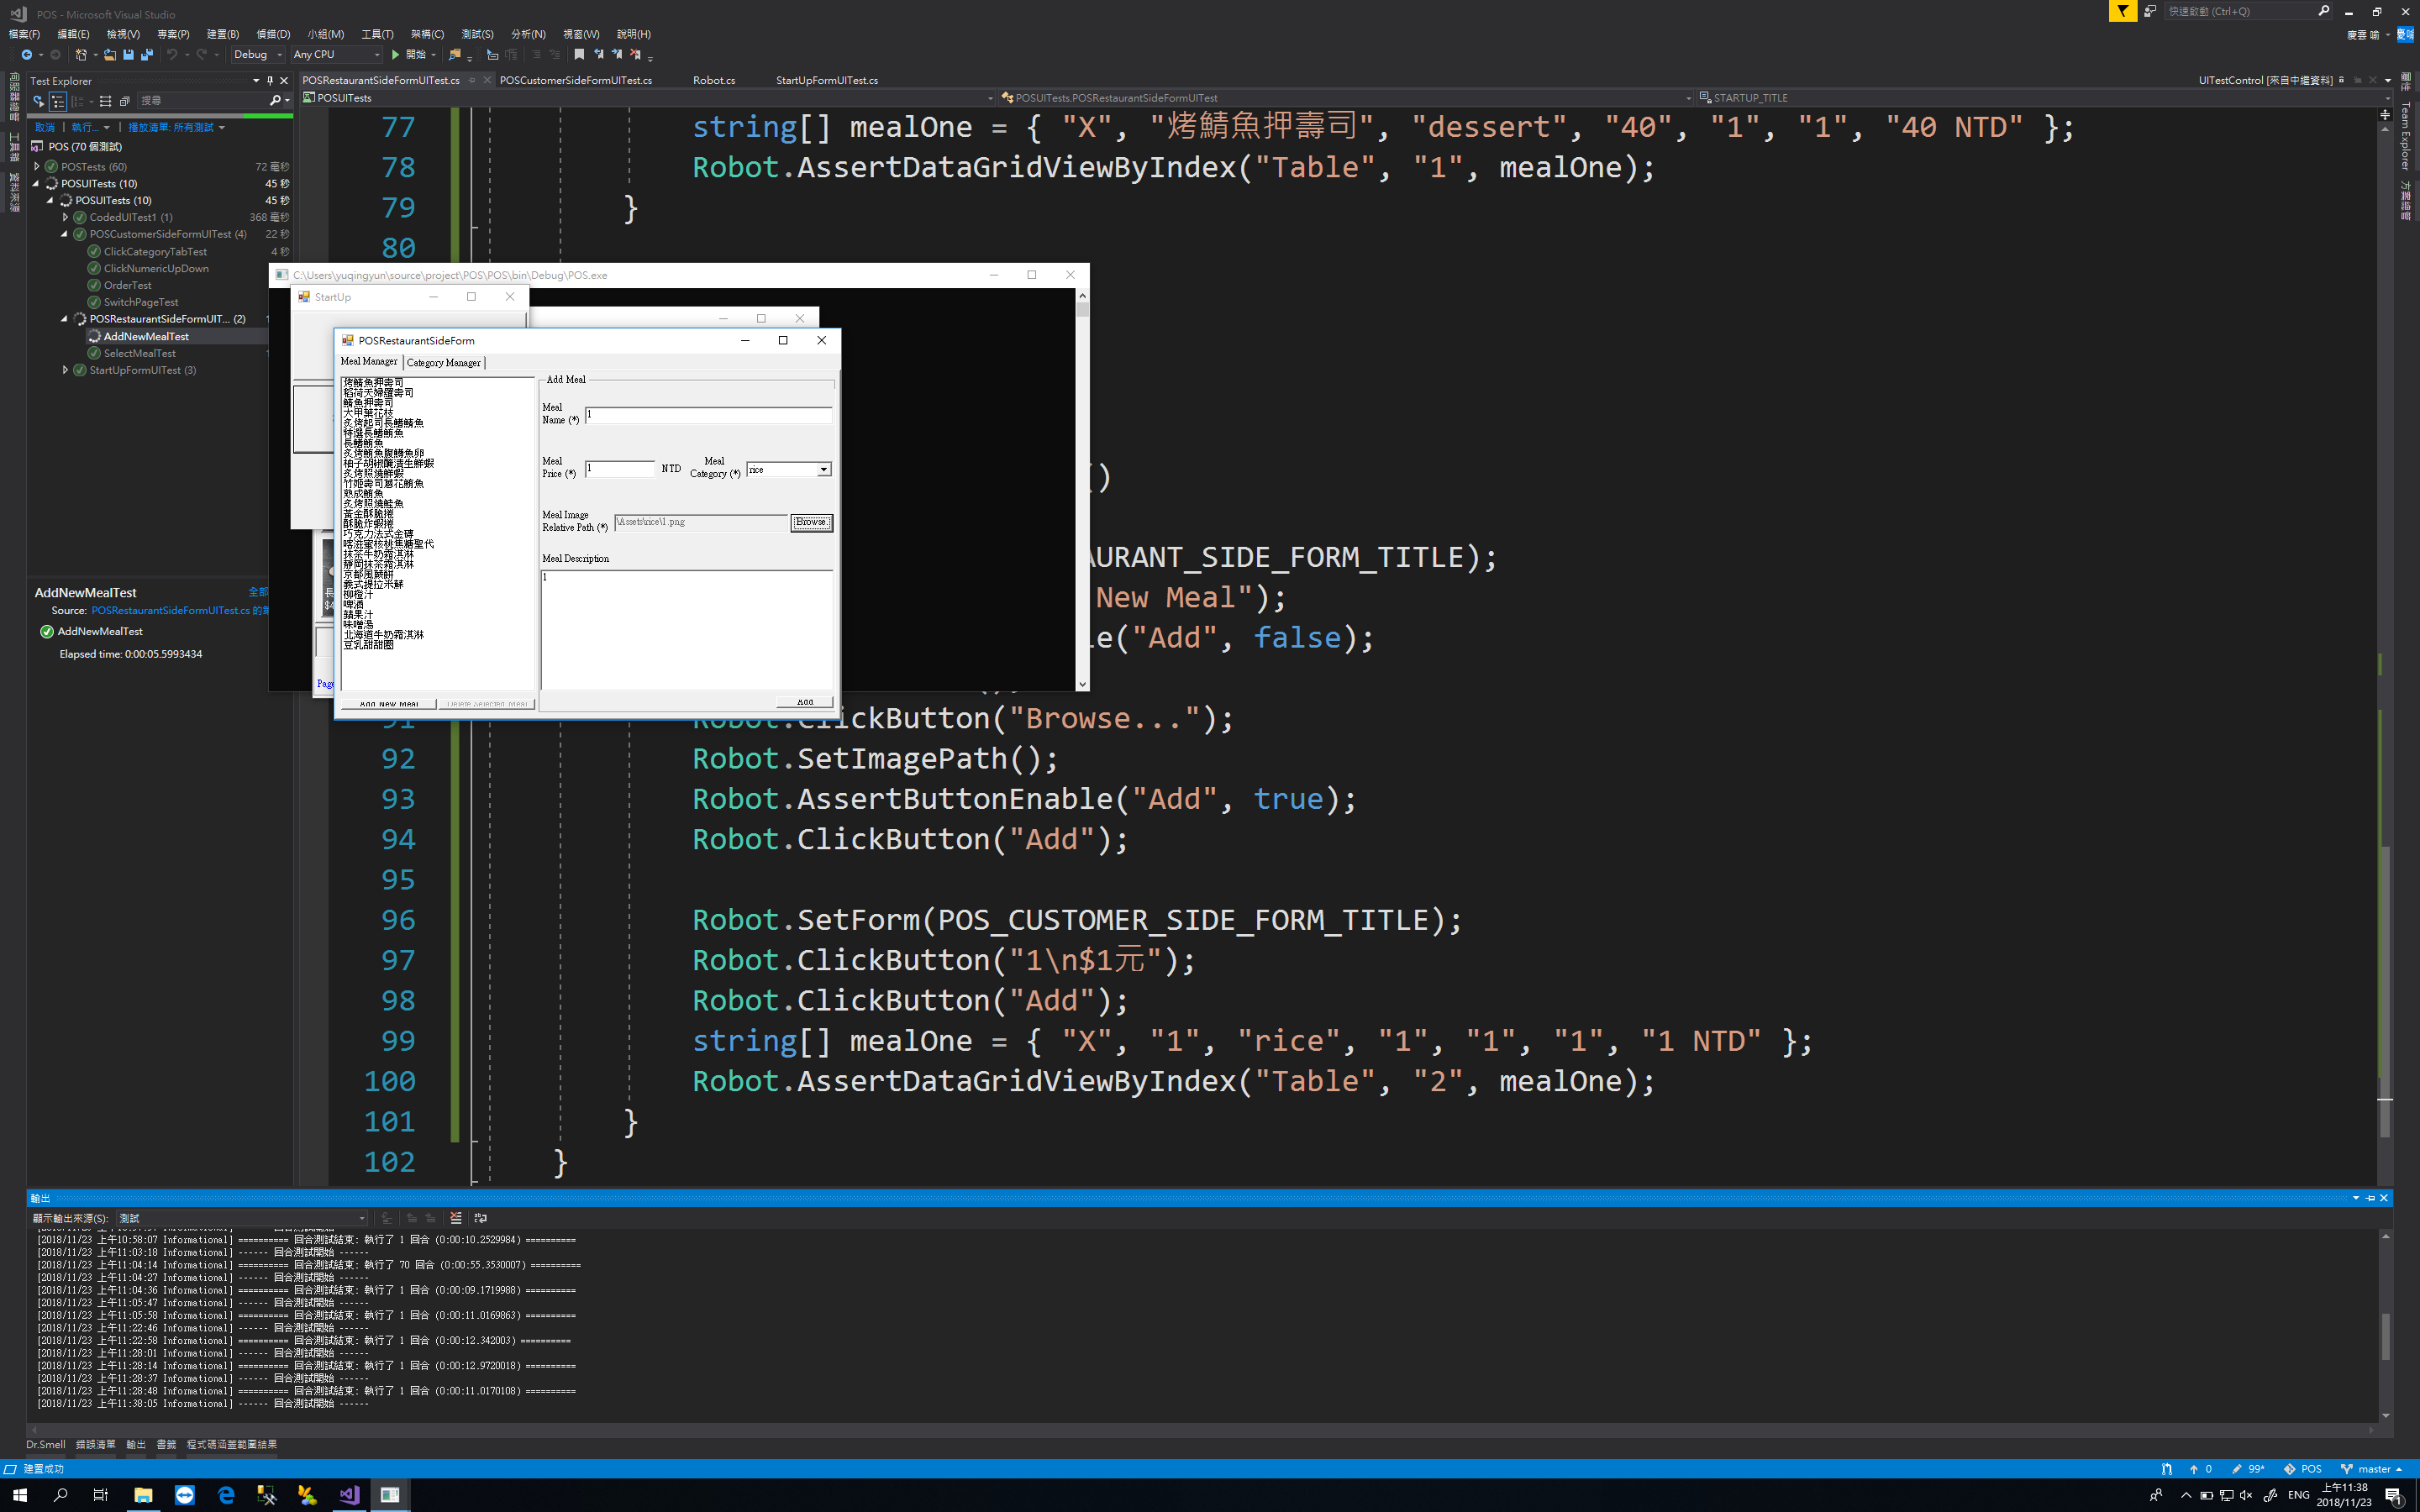 POS - Microsoft Visual Studio
快速啟動 (Ctrl+Q)
檔案(F) 編輯(E) 檢視(V) 專案(P) 建置(B) 偵錯(D) 小組(M) 工具(T) 架構(C) 測試(S) 分析(N) 視窗(W) 說明(H)
慶雲 喻
Debug Any CPU 開始
Test Explorer
POSRestaurantSideFormUITest.cs POSCustomerSideFormUITest.cs Robot.cs StartUpFormUITest.cs
UITestControl [來自中繼資料]
搜尋
POSUITests POSUITests.POSRestaurantSideFormUITest STARTUP_TITLE
取消 執行... 播放清單: 所有測試
POS (70 個測試)
POSTests (60) 72 毫秒
POSUITests (10) 45 秒
POSUITests (10) 45 秒
CodedUITest1 (1) 368 毫秒
POSCustomerSideFormUITest (4) 22 秒
ClickCategoryTabTest 4 秒
ClickNumericUpDown
OrderTest
SwitchPageTest
POSRestaurantSideFormUIT... (2)
AddNewMealTest
SelectMealTest
StartUpFormUITest (3)
AddNewMealTest 全部
Source: POSRestaurantSideFormUITest.cs
AddNewMealTest
Elapsed time: 0:00:05.5993434
工具箱
資料來源
Team Explorer
方案總管
77 string[] mealOne = { "X", "烤鯖魚押壽司", "dessert", "40", "1", "1", "40 NTD" };
78 Robot.AssertDataGridViewByIndex("Table", "1", mealOne);
79 }
80
C:\Users\yuqingyun\source\project\POS\POS\bin\Debug\POS.exe
StartUp
POSRestaurantSideForm
Meal Manager Category Manager
烤鯖魚押壽司
稻荷天婦羅壽司
鯖魚押壽司
大甲葉花枝
炙烤起司長鰭鮪魚
特選長鰭鮪魚
長鰭鮪魚
炙烤鮪魚腹鱈魚卵
柚子胡椒醃漬生鮮蝦
炙烤照燒鮮蝦
竹姬壽司蔥花鮪魚
熟成鮪魚
炙烤照燒鮭魚
黃金酥脆捲
酥脆炸蝦捲
巧克力法式金磚
喀滋蜜核桃焦糖聖代
抹茶牛奶霜淇淋
靜岡抹茶霜淇淋
京都風蕨餅
義式提拉米蘇
柳橙汁
啤酒
蘋果汁
味噌湯
北海道牛奶霜淇淋
豆乳甜甜圈
Add New Meal Delete Selected Meal
Add Meal
Meal Name (*) 1
Meal Price (*) 1 NTD Meal Category (*) rice
Meal Image Relative Path (*) \Assets\rice\1.png Browse.
Meal Description
1
Add
Page
()
AURANT_SIDE_FORM_TITLE);
New Meal");
le("Add", false);
91 Robot.ClickButton("Browse...");
92 Robot.SetImagePath();
93 Robot.AssertButtonEnable("Add", true);
94 Robot.ClickButton("Add");
95
96 Robot.SetForm(POS_CUSTOMER_SIDE_FORM_TITLE);
97 Robot.ClickButton("1\n$1元");
98 Robot.ClickButton("Add");
99 string[] mealOne = { "X", "1", "rice", "1", "1", "1", "1 NTD" };
100 Robot.AssertDataGridViewByIndex("Table", "2", mealOne);
101 }
102 }
輸出
顯示輸出來源(S): 測試
[2018/11/23 上午10:58:07 Informational] ========== 回合測試結束: 執行了 1 回合 (0:00:10.2529984) ==========
[2018/11/23 上午11:03:18 Informational] ------ 回合測試開始 ------
[2018/11/23 上午11:04:14 Informational] ========== 回合測試結束: 執行了 70 回合 (0:00:55.3530007) ==========
[2018/11/23 上午11:04:27 Informational] ------ 回合測試開始 ------
[2018/11/23 上午11:04:36 Informational] ========== 回合測試結束: 執行了 1 回合 (0:00:09.1719988) ==========
[2018/11/23 上午11:05:47 Informational] ------ 回合測試開始 ------
[2018/11/23 上午11:05:58 Informational] ========== 回合測試結束: 執行了 1 回合 (0:00:11.0169863) ==========
[2018/11/23 上午11:22:46 Informational] ------ 回合測試開始 ------
[2018/11/23 上午11:22:58 Informational] ========== 回合測試結束: 執行了 1 回合 (0:00:12.342003) ==========
[2018/11/23 上午11:28:01 Informational] ------ 回合測試開始 ------
[2018/11/23 上午11:28:14 Informational] ========== 回合測試結束: 執行了 1 回合 (0:00:12.9720018) ==========
[2018/11/23 上午11:28:37 Informational] ------ 回合測試開始 ------
[2018/11/23 上午11:28:48 Informational] ========== 回合測試結束: 執行了 1 回合 (0:00:11.0170108) ==========
[2018/11/23 上午11:38:05 Informational] ------ 回合測試開始 ------
Dr.Smell 錯誤清單 輸出 書籤 程式碼涵蓋範圍結果
建置成功 0 99* POS master
ENG 上午11:38
2018/11/23